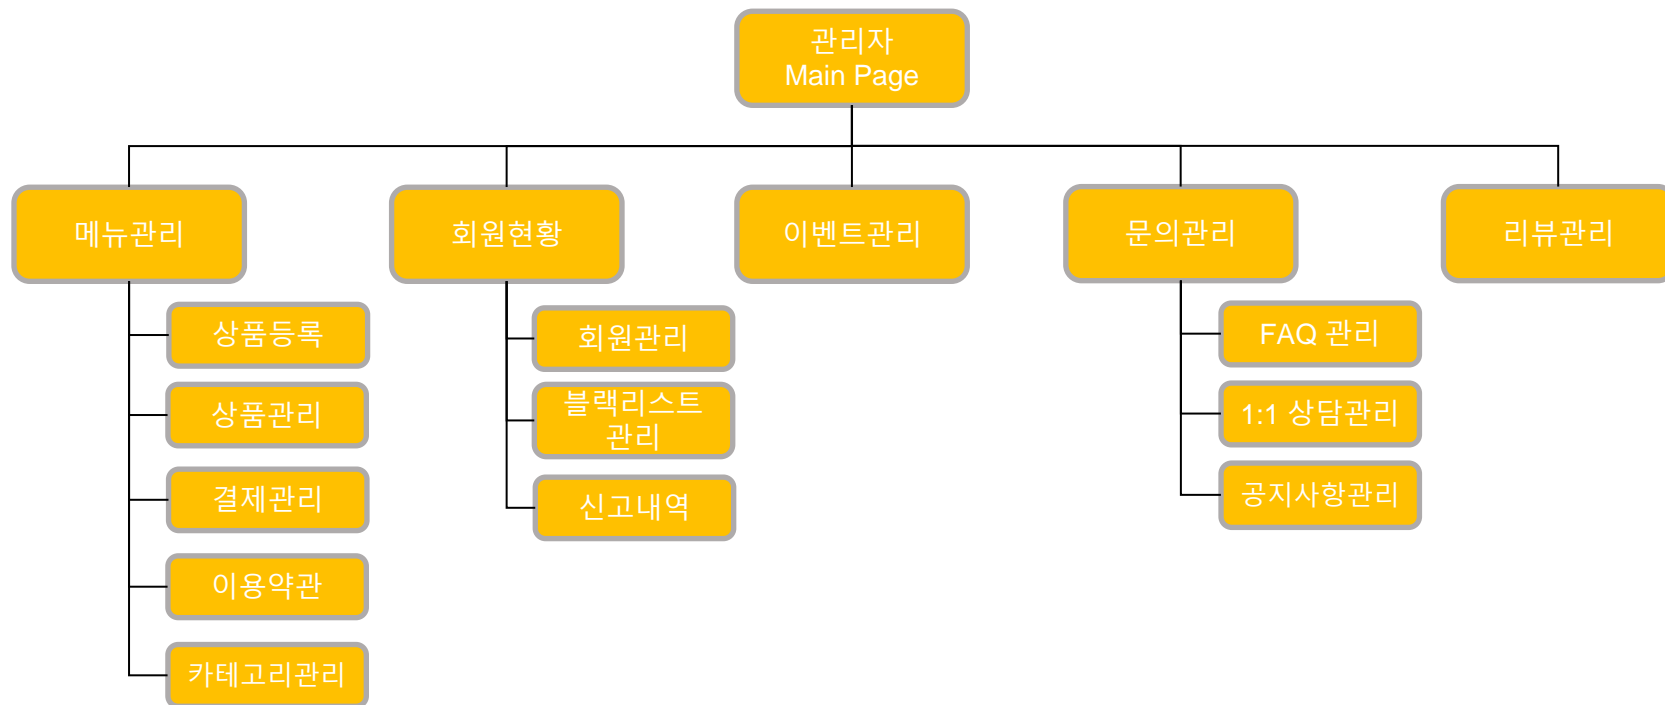 관리자
Main Page
메뉴관리
회원현황
이벤트관리
문의관리
리뷰관리
상품등록
상품관리
결제관리
이용약관
카테고리관리
회원관리
블랙리스트
관리
신고내역
FAQ 관리
1:1 상담관리
공지사항관리